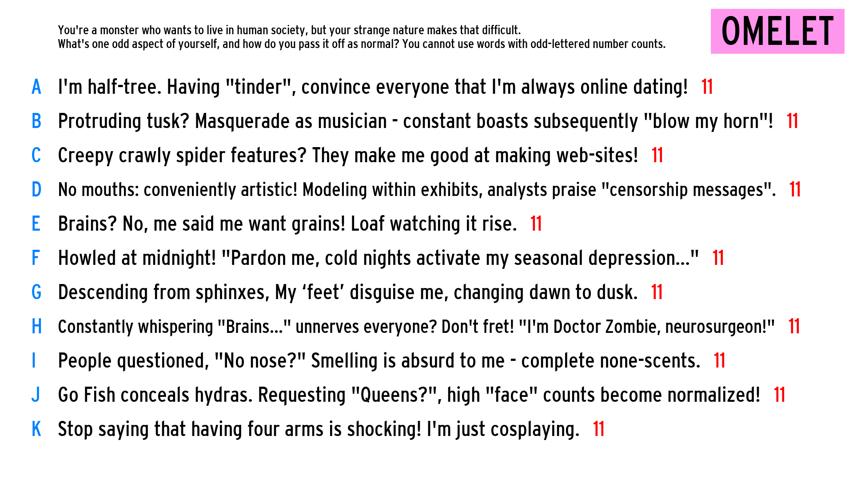 You're a monster who wants to live in human society, but your strange nature makes that difficult.
What's one odd aspect of yourself, and how do you pass it off as normal? You cannot use words with odd-lettered number counts.
OMELET
A I'm half-tree. Having "tinder", convince everyone that I'm always online dating! 11
B Protruding tusk? Masquerade as musician - constant boasts subsequently "blow my horn"! 11
C Creepy crawly spider features? They make me good at making web-sites! 11
D No mouths: conveniently artistic! Modeling within exhibits, analysts praise "censorship messages". 11
E Brains? No, me said me want grains! Loaf watching it rise. 11
F Howled at midnight! "Pardon me, cold nights activate my seasonal depression..." 11
G Descending from sphinxes, My ‘feet’ disguise me, changing dawn to dusk. 11
H Constantly whispering "Brains..." unnerves everyone? Don't fret! "I'm Doctor Zombie, neurosurgeon!" 11
I People questioned, "No nose?" Smelling is absurd to me - complete none-scents. 11
J Go Fish conceals hydras. Requesting "Queens?", high "face" counts become normalized! 11
K Stop saying that having four arms is shocking! I'm just cosplaying. 11